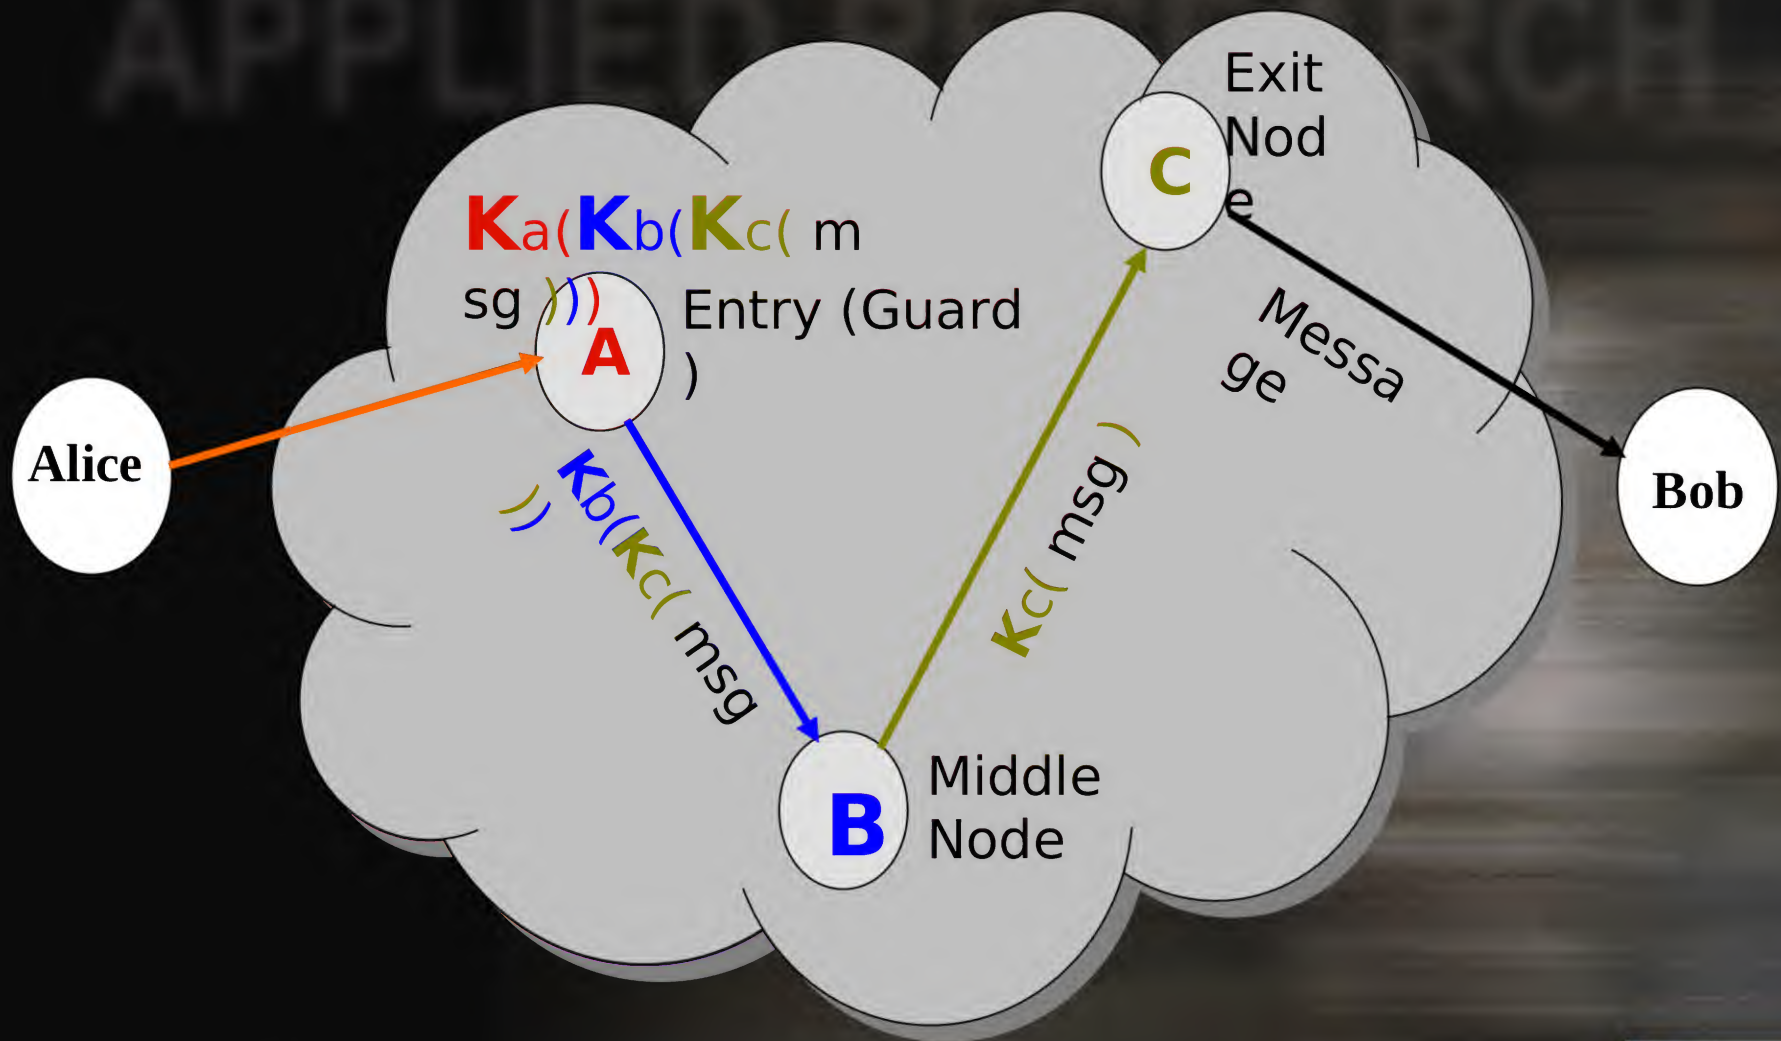 APPLIED RESEARCH
Exit
Nod
e
C
Ka(Kb(Kc( m
sg )))
Entry (Guard
)
A
Messa
ge
Alice
Bob
Kb(Kc( msg
))
Kc( msg )
Middle
Node
B